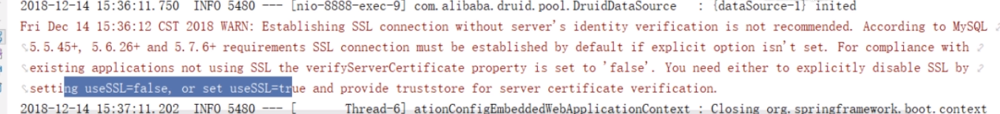 2018-12-14 15:36:11.750  INFO 5480 --- [nio-8888-exec-9] com.alibaba.druid.pool.DruidDataSource   : {dataSource-1} inited
Fri Dec 14 15:36:12 CST 2018 WARN: Establishing SSL connection without server's identity verification is not recommended. According to MySQL
5.5.45+, 5.6.26+ and 5.7.6+ requirements SSL connection must be established by default if explicit option isn't set. For compliance with
existing applications not using SSL the verifyServerCertificate property is set to 'false'. You need either to explicitly disable SSL by
setting useSSL=false, or set useSSL=true and provide truststore for server certificate verification.
2018-12-14 15:37:11.202  INFO 5480 --- [       Thread-6] ationConfigEmbeddedWebApplicationContext : Closing org.springframework.boot.context